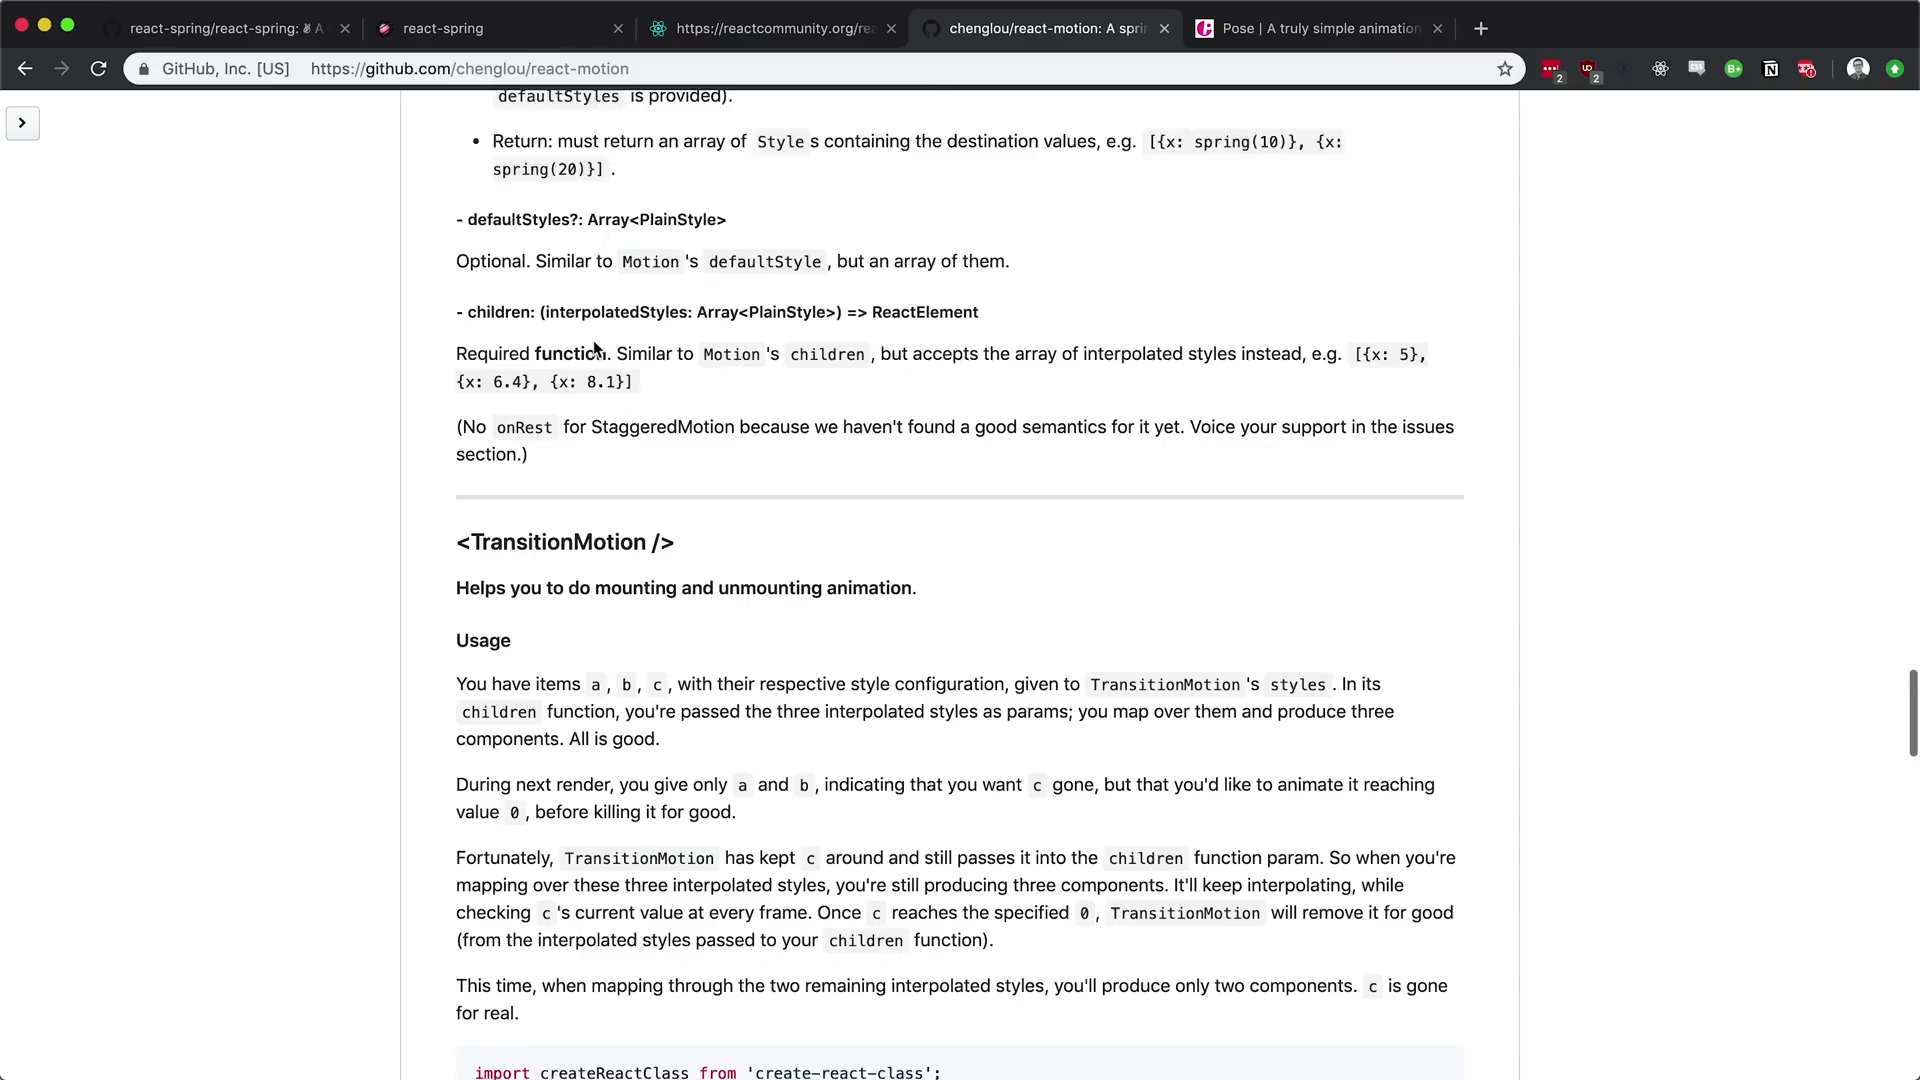 react-spring/react-spring: ✌ A
react-spring
https://reactcommunity.org/rea
chenglou/react-motion: A sprin
Pose | A truly simple animation
GitHub, Inc. [US] https://github.com/chenglou/react-motion
2
2
B+
defaultStyles is provided).
• Return: must return an array of Style s containing the destination values, e.g. [{x: spring(10)}, {x:
spring(20)}] .
- defaultStyles?: Array<PlainStyle>
Optional. Similar to Motion 's defaultStyle , but an array of them.
- children: (interpolatedStyles: Array<PlainStyle>) => ReactElement
Required function. Similar to Motion 's children , but accepts the array of interpolated styles instead, e.g. [{x: 5},
{x: 6.4}, {x: 8.1}]
(No onRest for StaggeredMotion because we haven't found a good semantics for it yet. Voice your support in the issues
section.)
<TransitionMotion />
Helps you to do mounting and unmounting animation.
Usage
You have items a , b , c , with their respective style configuration, given to TransitionMotion 's styles . In its
children function, you're passed the three interpolated styles as params; you map over them and produce three
components. All is good.
During next render, you give only a and b , indicating that you want c gone, but that you'd like to animate it reaching
value 0 , before killing it for good.
Fortunately, TransitionMotion has kept c around and still passes it into the children function param. So when you're
mapping over these three interpolated styles, you're still producing three components. It'll keep interpolating, while
checking c 's current value at every frame. Once c reaches the specified 0 , TransitionMotion will remove it for good
(from the interpolated styles passed to your children function).
This time, when mapping through the two remaining interpolated styles, you'll produce only two components. c is gone
for real.
import createReactClass from 'create-react-class';